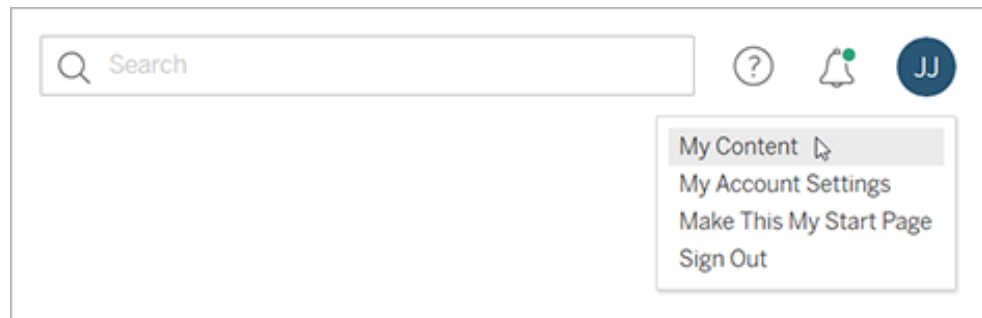 Search
?
JJ
My Content
My Account Settings
Make This My Start Page
Sign Out